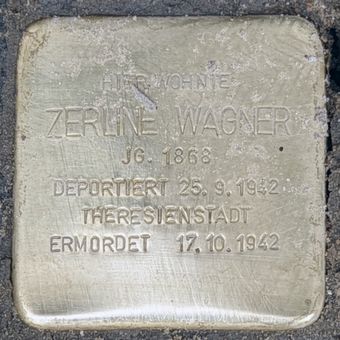 HIER WOHNTE
ZERLINE WAGNER
JG. 1868
DEPORTIERT 25.9.1942
THERESIENSTADT
ERMORDET 17.10.1942